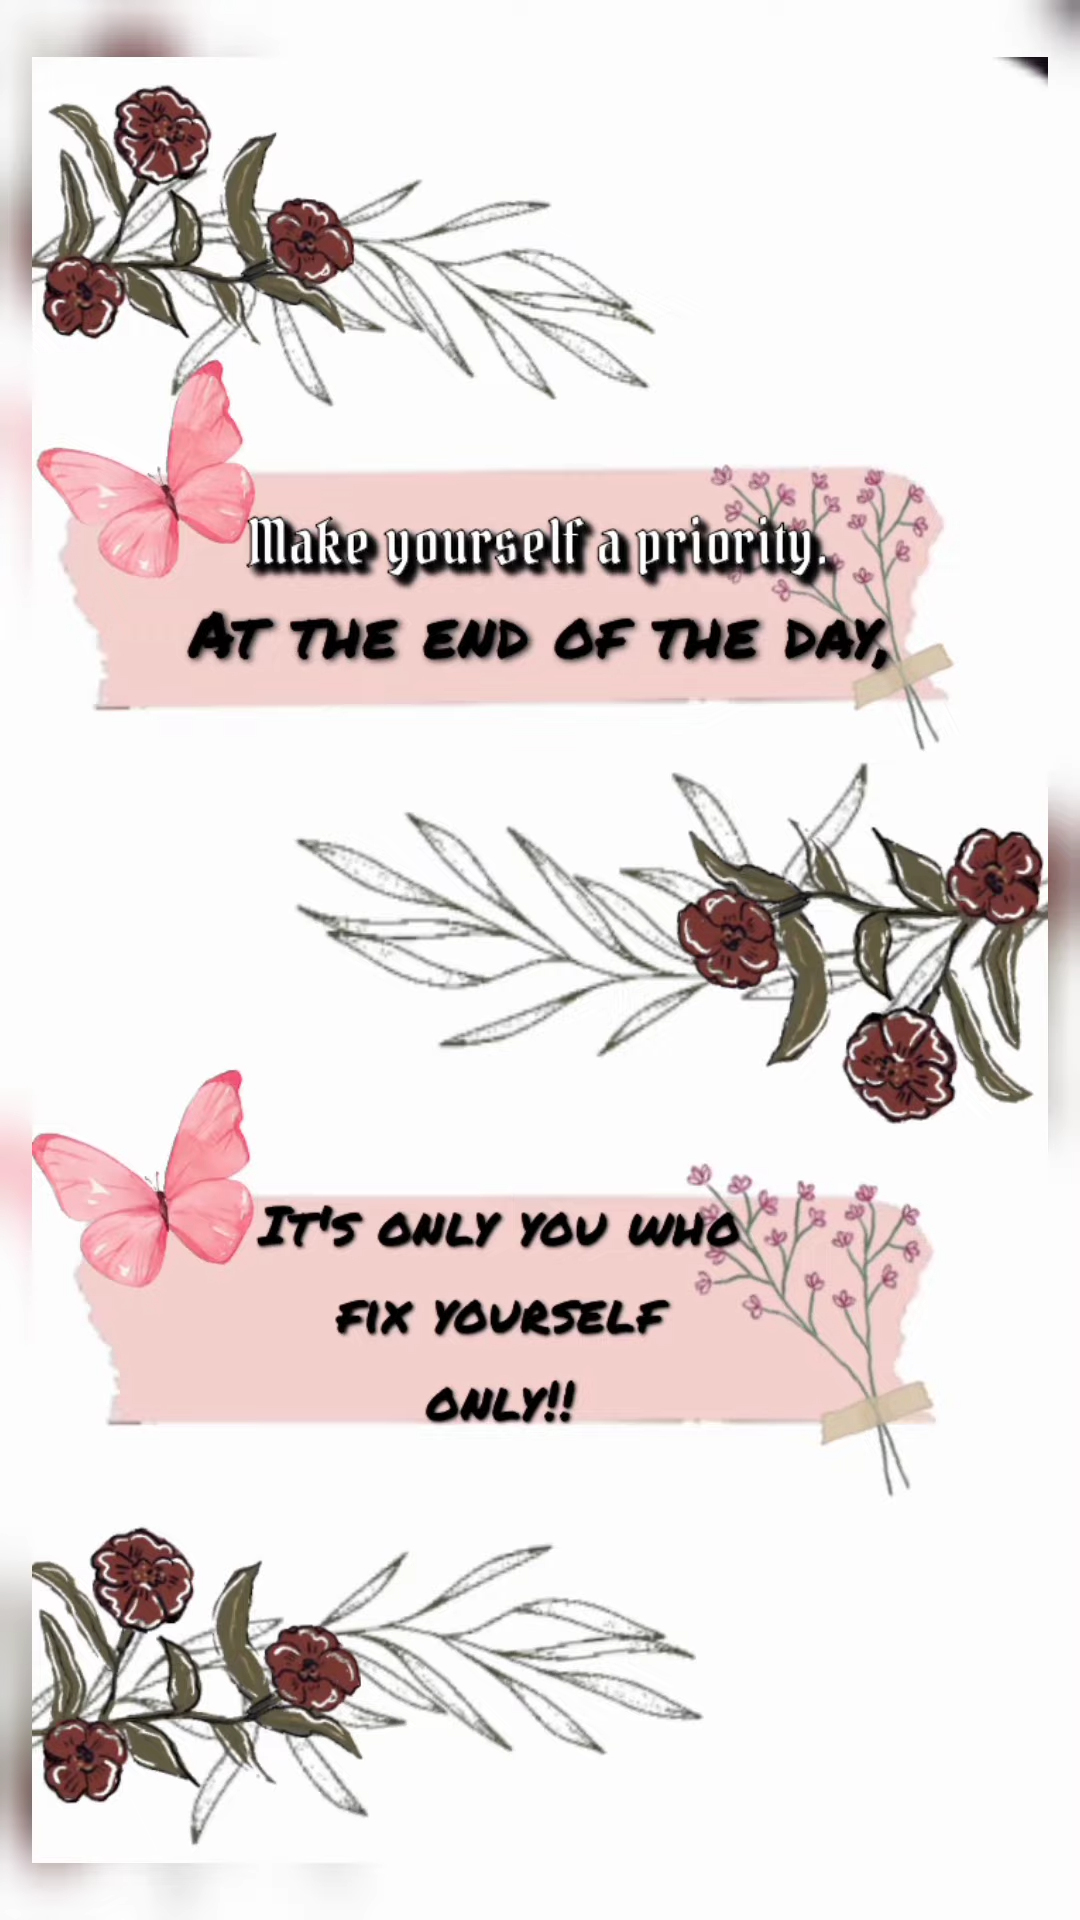 Make yourself a priority.
At the end of the day,
It's only you who
fix yourself
only!!